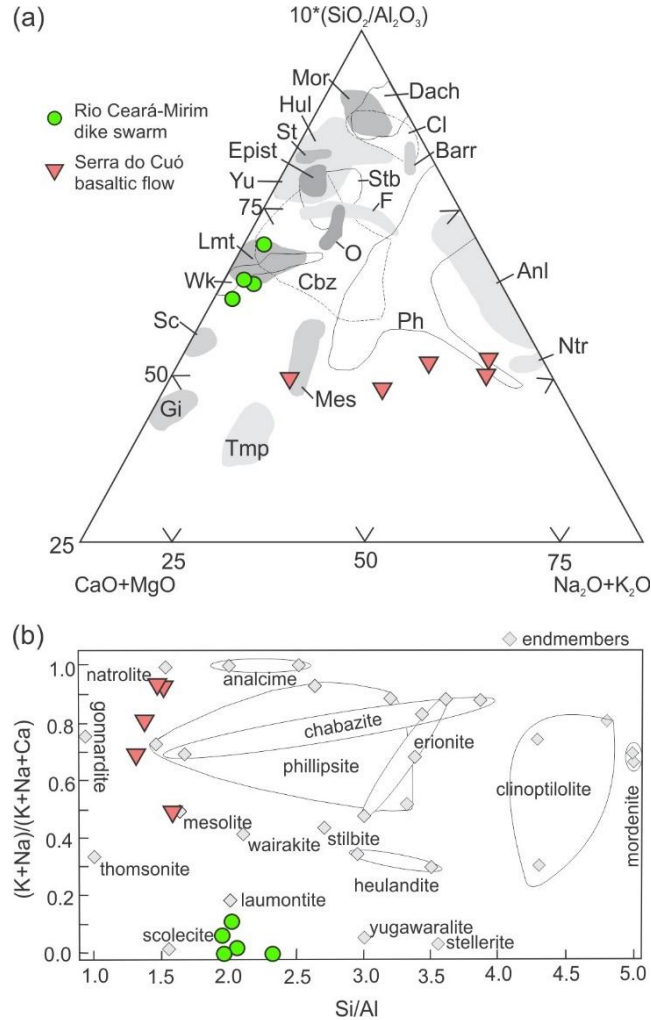 (a)
10*(SiO₂/Al₂O₃)
Rio Ceará-Mirim
dike swarm
Serra do Cuó
basaltic flow
Mor
Dach
Hul
Cl
St
Barr
Epist
Stb
Yu
F
75
Lmt
O
Wk
Cbz
Anl
Sc
Ph
Ntr
50
Mes
Gi
Tmp
25
25
50
75
CaO+MgO
Na₂O+K₂O
(b)
endmembers
(K+Na)/(K+Na+Ca)
1.0
0.8
0.6
0.4
0.2
0.0
natrolite
analcime
gonnardite
chabazite
phillipsite
erionite
clinoptilolite
mordenite
mesolite
wairakite
stilbite
thomsonite
heulandite
laumontite
scolecite
yugawaralite
stellerite
1.0 1.5 2.0 2.5 3.0 3.5 4.0 4.5 5.0
Si/Al